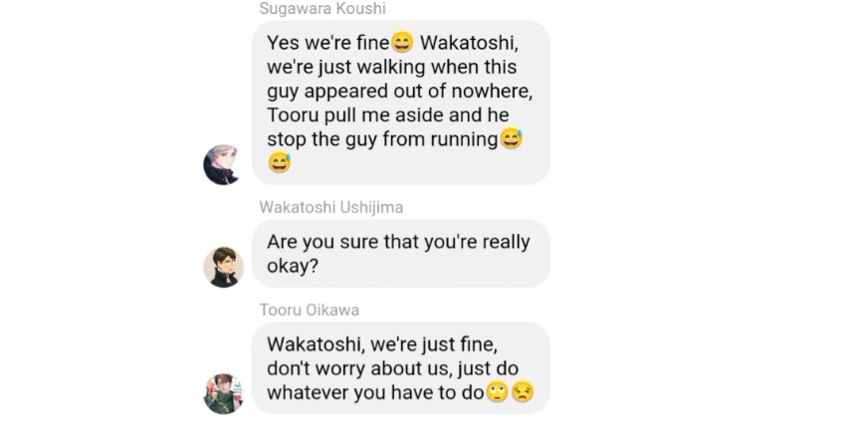 Sugawara Koushi
Yes we're fine😄 Wakatoshi,
we're just walking when this
guy appeared out of nowhere,
Tooru pull me aside and he
stop the guy from running😅
😅
Wakatoshi Ushijima
Are you sure that you're really
okay?
Tooru Oikawa
Wakatoshi, we're just fine,
don't worry about us, just do
whatever you have to do🙄😒